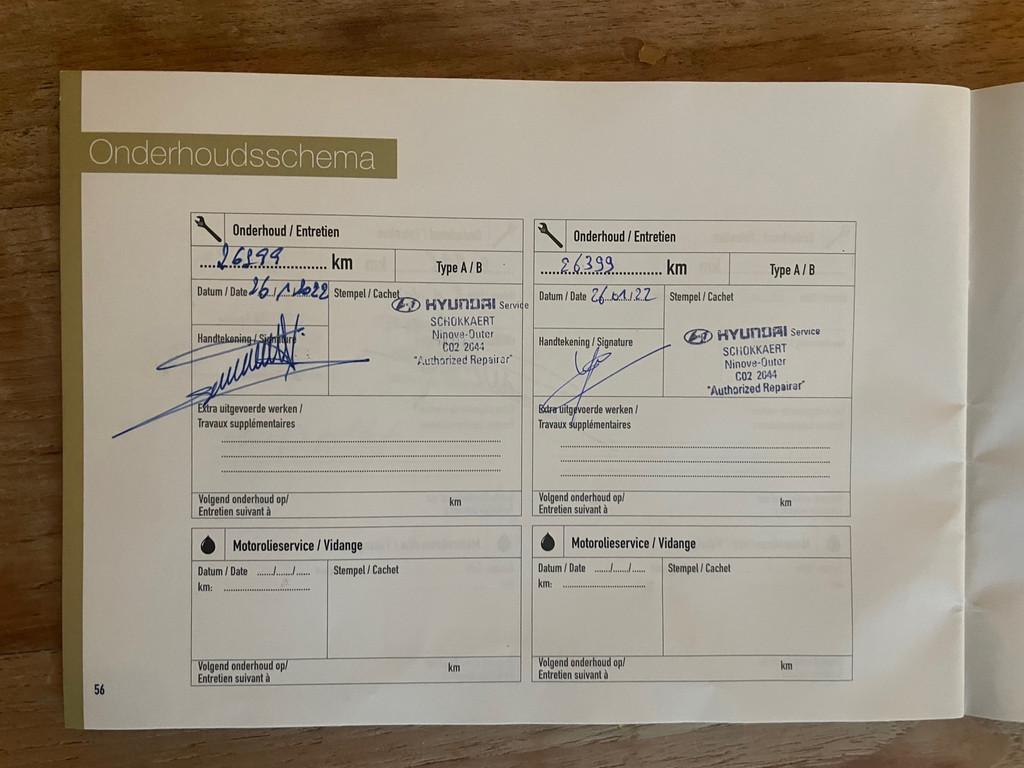 Onderhoudsschema
Onderhoud / Entretien
26399 km
Type A / B
Datum / Date 26/1/2022
Stempel / Cachet
HYUNDAI Service
SCHOKKAERT
Ninove-Outer
C02 2044
"Authorized Repairer"
Handtekening / Signature
Extra uitgevoerde werken /
Travaux supplémentaires
Volgend onderhoud op/
Entretien suivant à
km
Onderhoud / Entretien
26399 km
Type A / B
Datum / Date 26/01/22
Stempel / Cachet
HYUNDAI Service
SCHOKKAERT
Ninove-Outer
C02 2044
"Authorized Repairer"
Handtekening / Signature
Extra uitgevoerde werken /
Travaux supplémentaires
Volgend onderhoud op/
Entretien suivant à
km
Motorolieservice / Vidange
Datum / Date ....../....../......
km:
Stempel / Cachet
Volgend onderhoud op/
Entretien suivant à
km
Motorolieservice / Vidange
Datum / Date ....../....../......
km:
Stempel / Cachet
Volgend onderhoud op/
Entretien suivant à
km
56